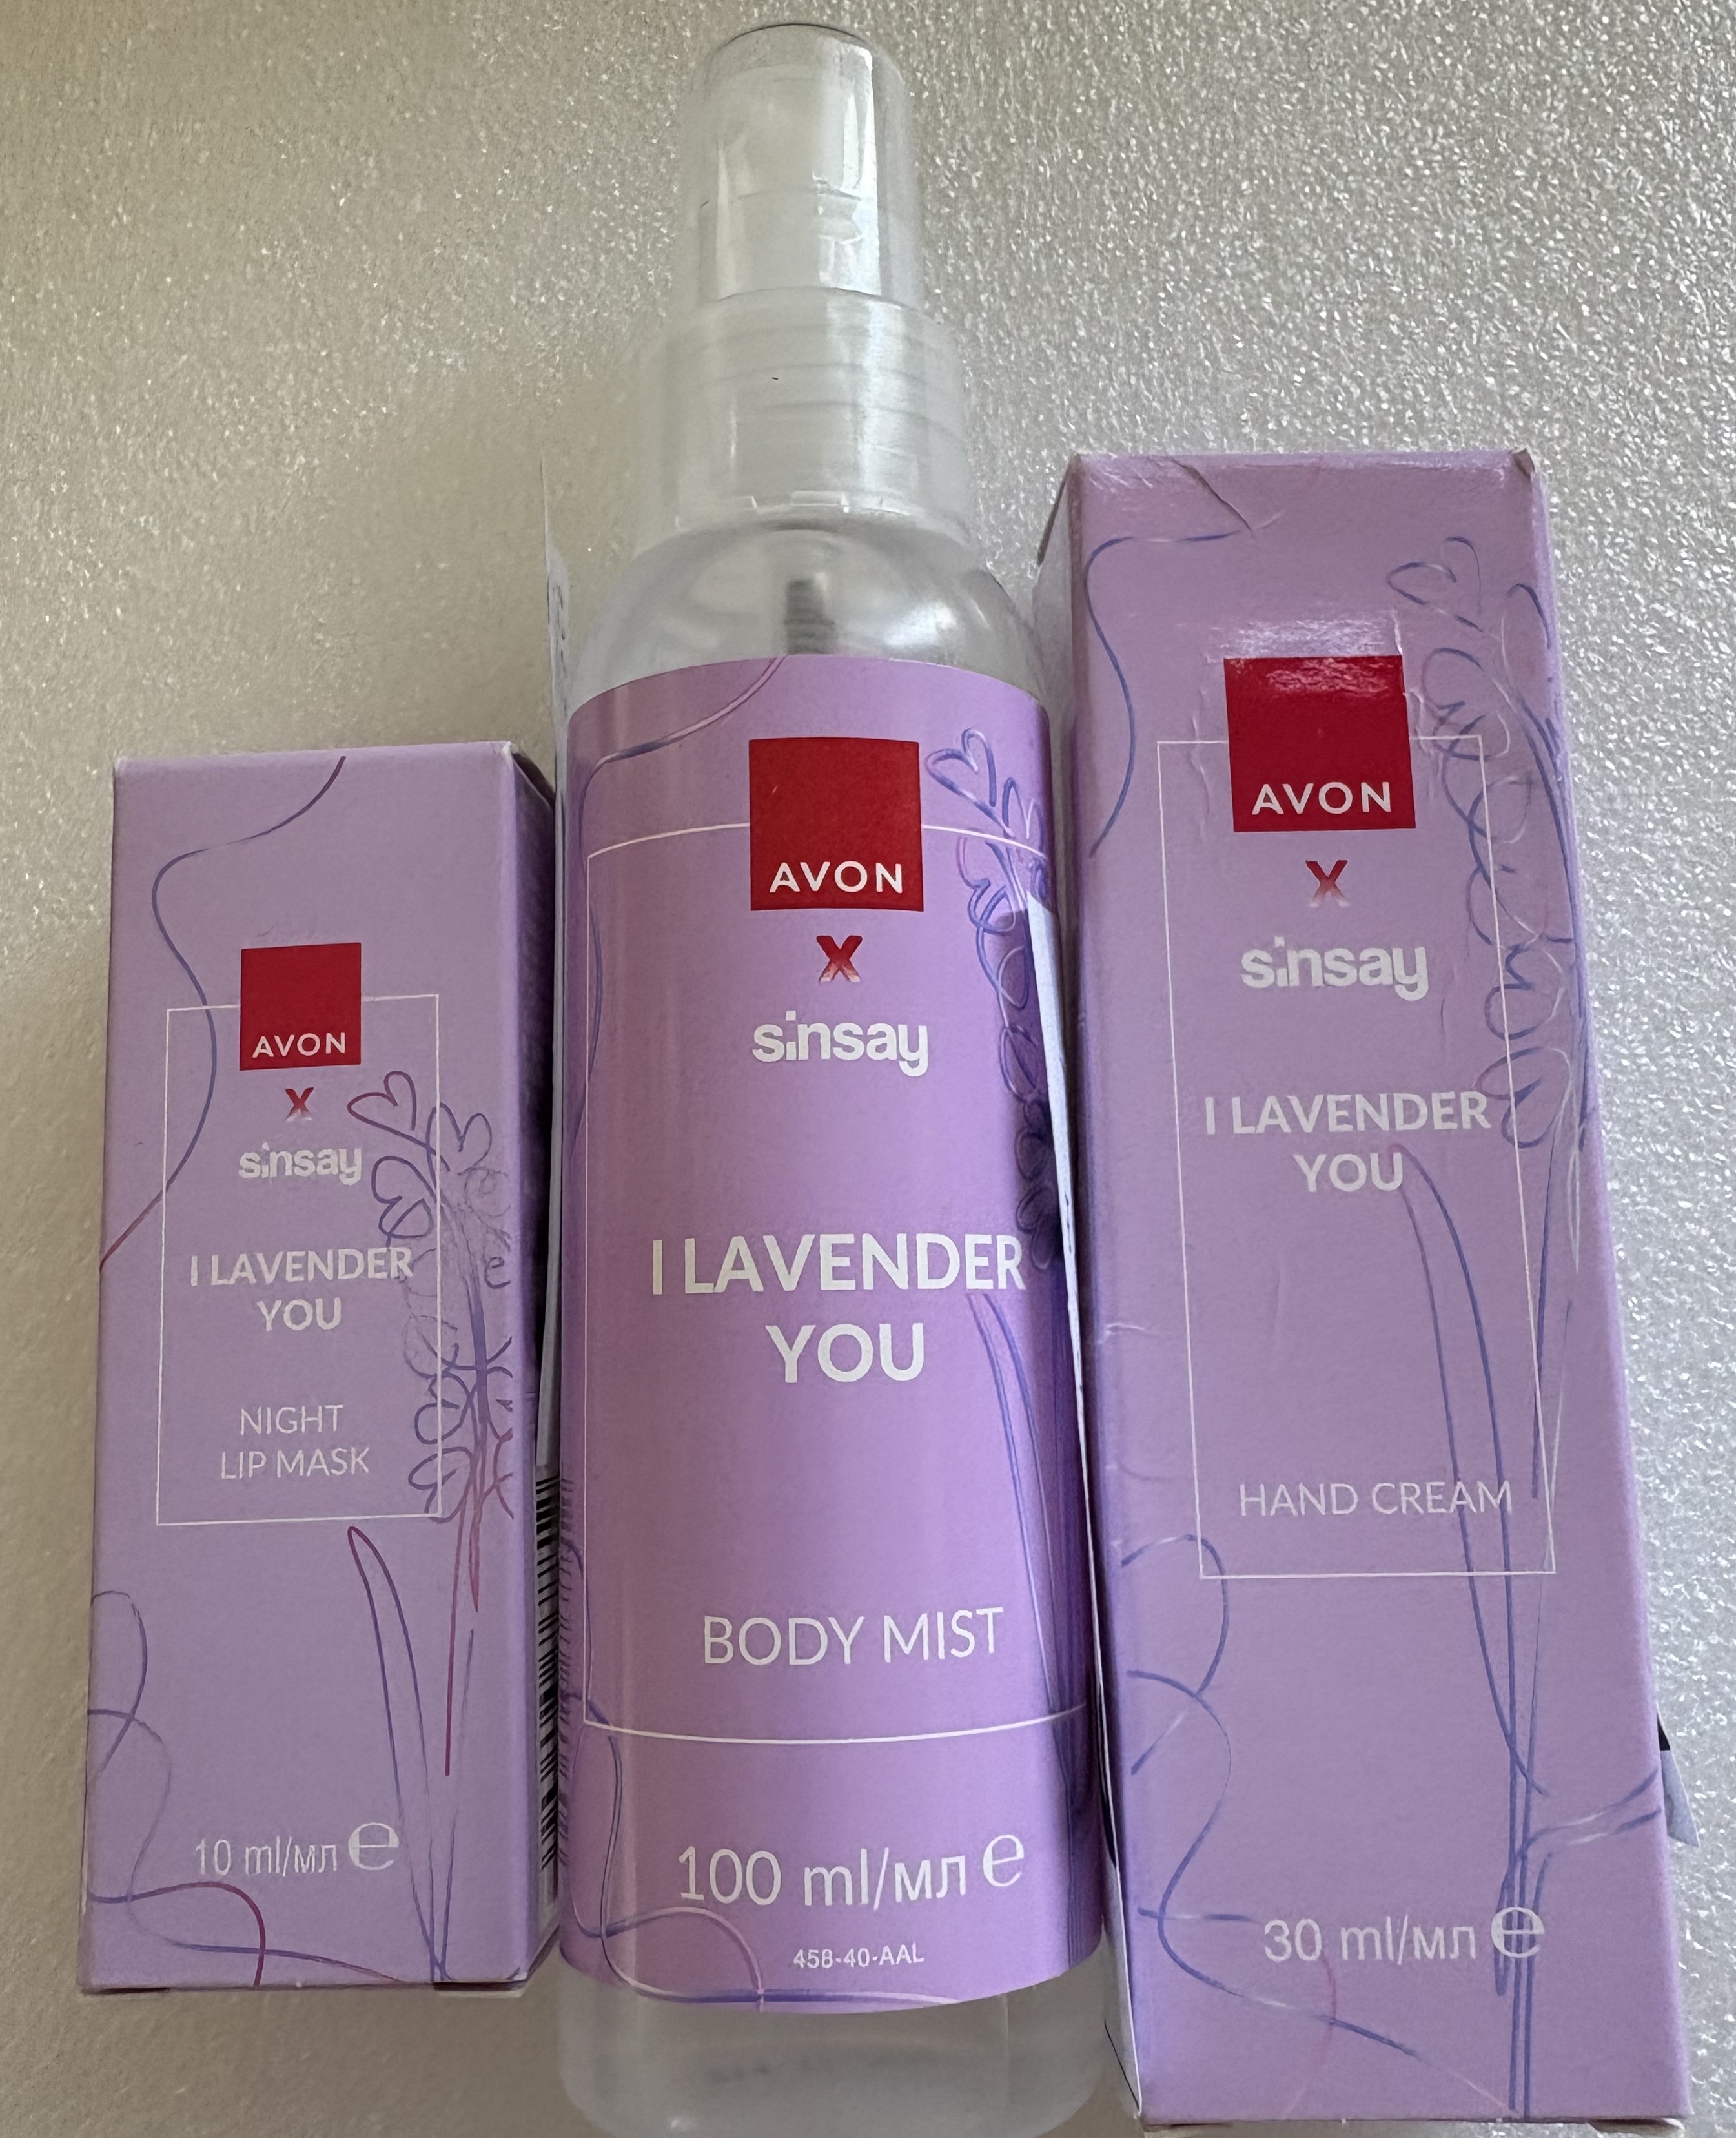 AVON
X
sinsay
I LAVENDER
YOU
NIGHT
LIP MASK
10 ml/мл e
AVON
X
sinsay
I LAVENDER
YOU
BODY MIST
100 ml/мл e
458-40-AAL
AVON
X
sinsay
I LAVENDER
YOU
HAND CREAM
30 ml/мл e